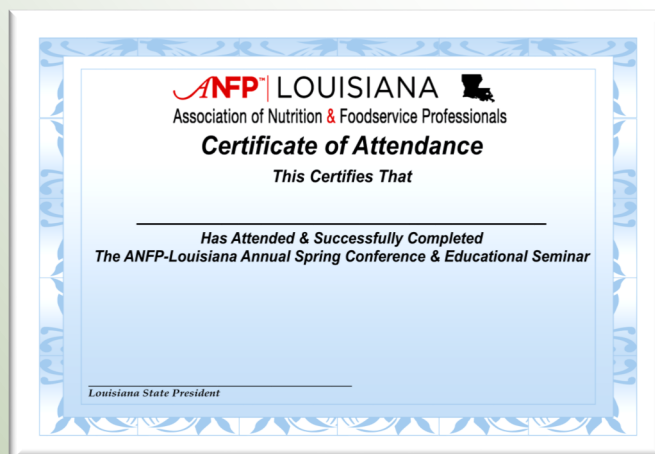 ANFP™ | LOUISIANA
Association of Nutrition & Foodservice Professionals
Certificate of Attendance
This Certifies That
Has Attended & Successfully Completed
The ANFP-Louisiana Annual Spring Conference & Educational Seminar
Louisiana State President